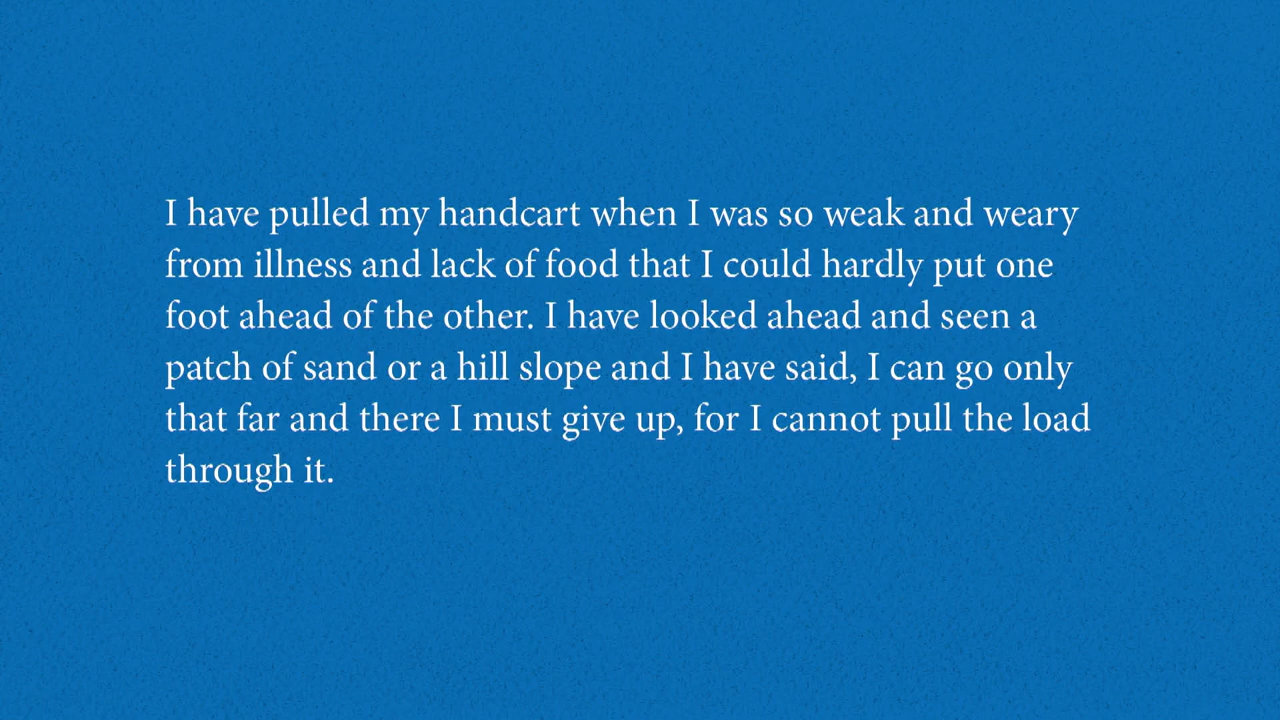 I have pulled my handcart when I was so weak and weary
from illness and lack of food that I could hardly put one
foot ahead of the other. I have looked ahead and seen a
patch of sand or a hill slope and I have said, I can go only
that far and there I must give up, for I cannot pull the load
through it.